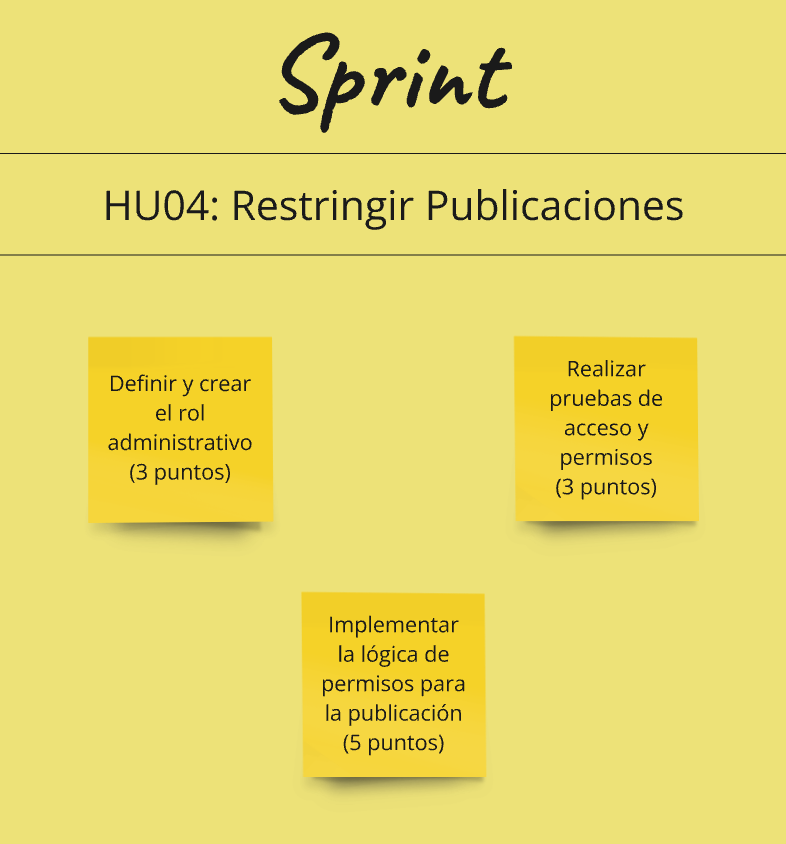 Sprint
HU04: Restringir Publicaciones
Definir y crear
el rol
administrativo
(3 puntos)
Realizar
pruebas de
acceso y
permisos
(3 puntos)
Implementar
la lógica de
permisos para
la publicación
(5 puntos)